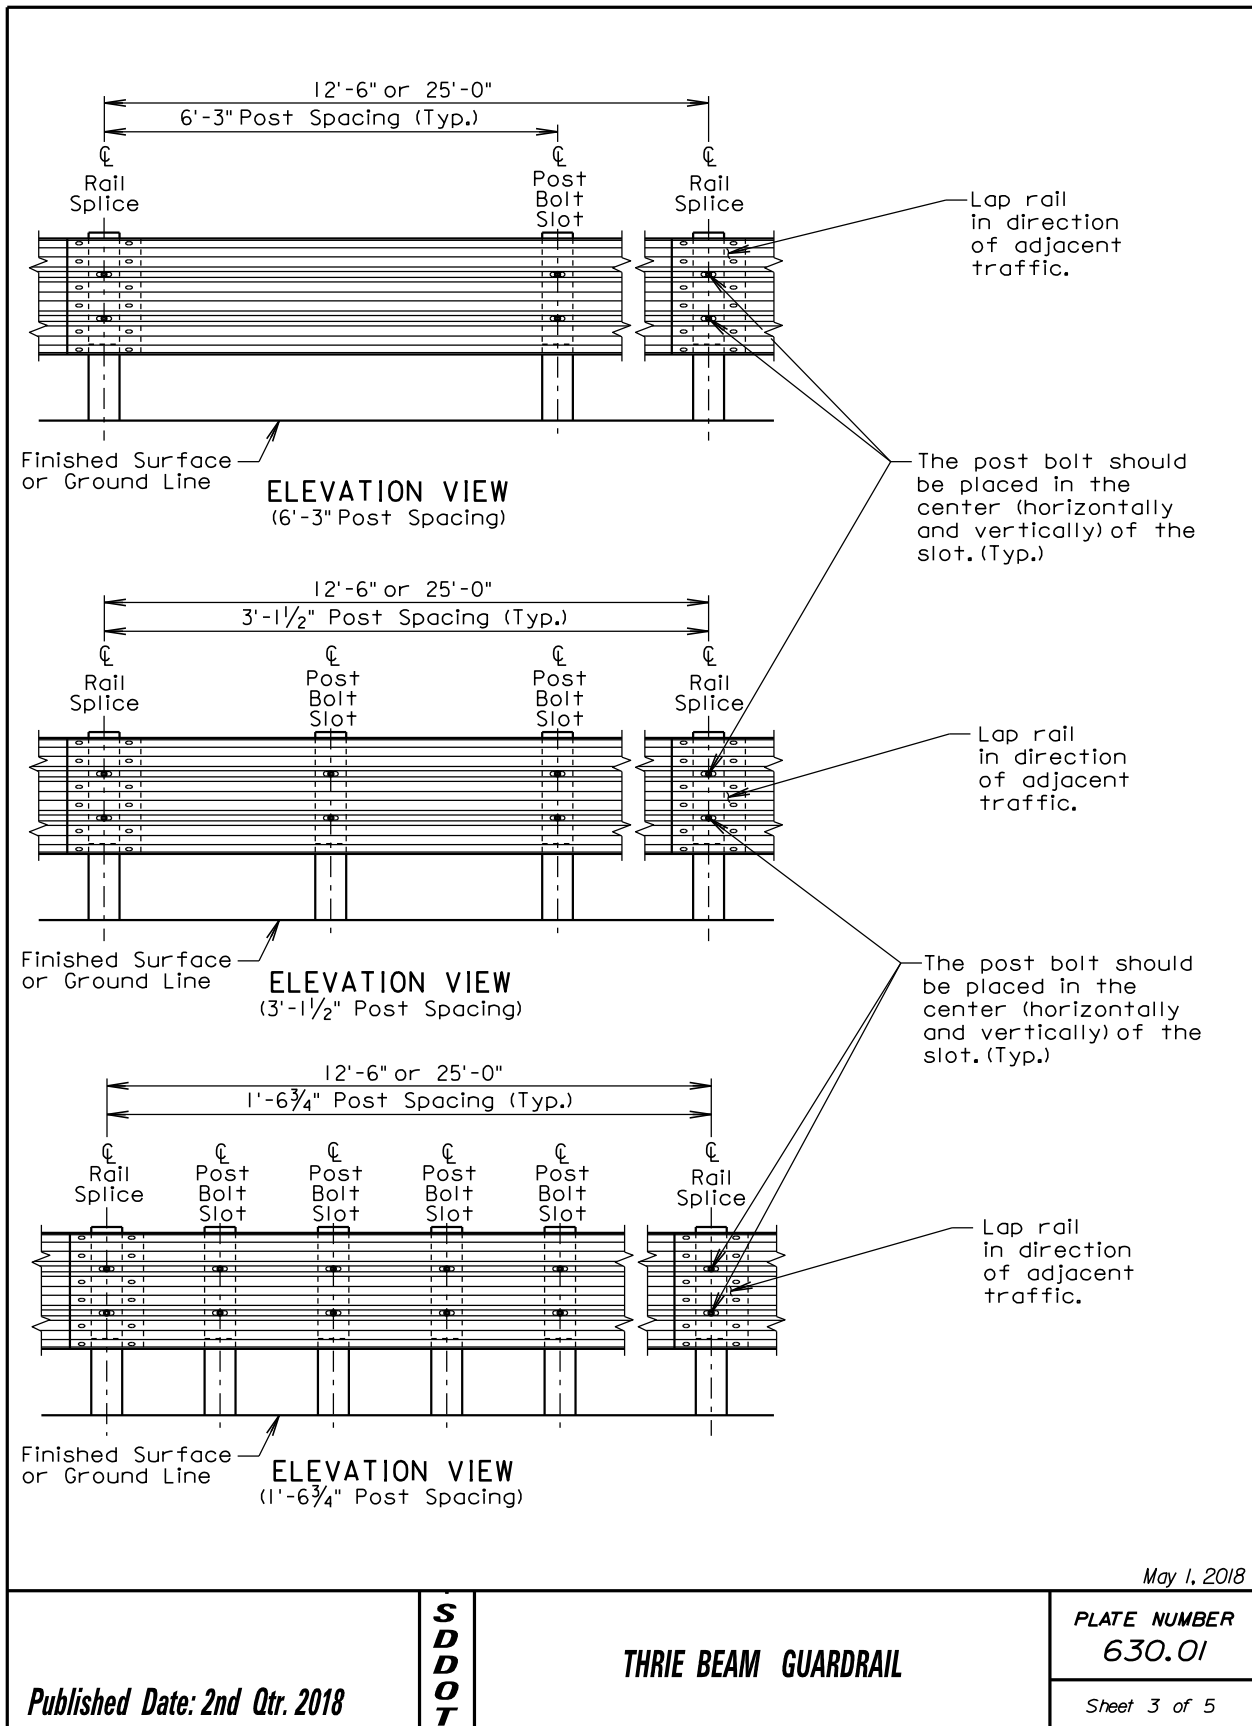 12'-6" or 25'-0"
6'-3" Post Spacing (Typ.)
℄
Rail
Splice
℄
Post
Bolt
Slot
℄
Rail
Splice
Lap rail
in direction
of adjacent
traffic.
Finished Surface
or Ground Line
ELEVATION VIEW
(6'-3" Post Spacing)
The post bolt should
be placed in the
center (horizontally
and vertically) of the
slot. (Typ.)
12'-6" or 25'-0"
3'-1½" Post Spacing (Typ.)
℄
Rail
Splice
℄
Post
Bolt
Slot
℄
Post
Bolt
Slot
℄
Rail
Splice
Lap rail
in direction
of adjacent
traffic.
Finished Surface
or Ground Line
ELEVATION VIEW
(3'-1½" Post Spacing)
The post bolt should
be placed in the
center (horizontally
and vertically) of the
slot. (Typ.)
12'-6" or 25'-0"
1'-6¾" Post Spacing (Typ.)
℄
Rail
Splice
℄
Post
Bolt
Slot
℄
Post
Bolt
Slot
℄
Post
Bolt
Slot
℄
Post
Bolt
Slot
℄
Rail
Splice
Lap rail
in direction
of adjacent
traffic.
Finished Surface
or Ground Line
ELEVATION VIEW
(1'-6¾" Post Spacing)
May 1, 2018
Published Date: 2nd Qtr. 2018
S
D
D
O
T
THRIE BEAM GUARDRAIL
PLATE NUMBER
630.01
Sheet 3 of 5